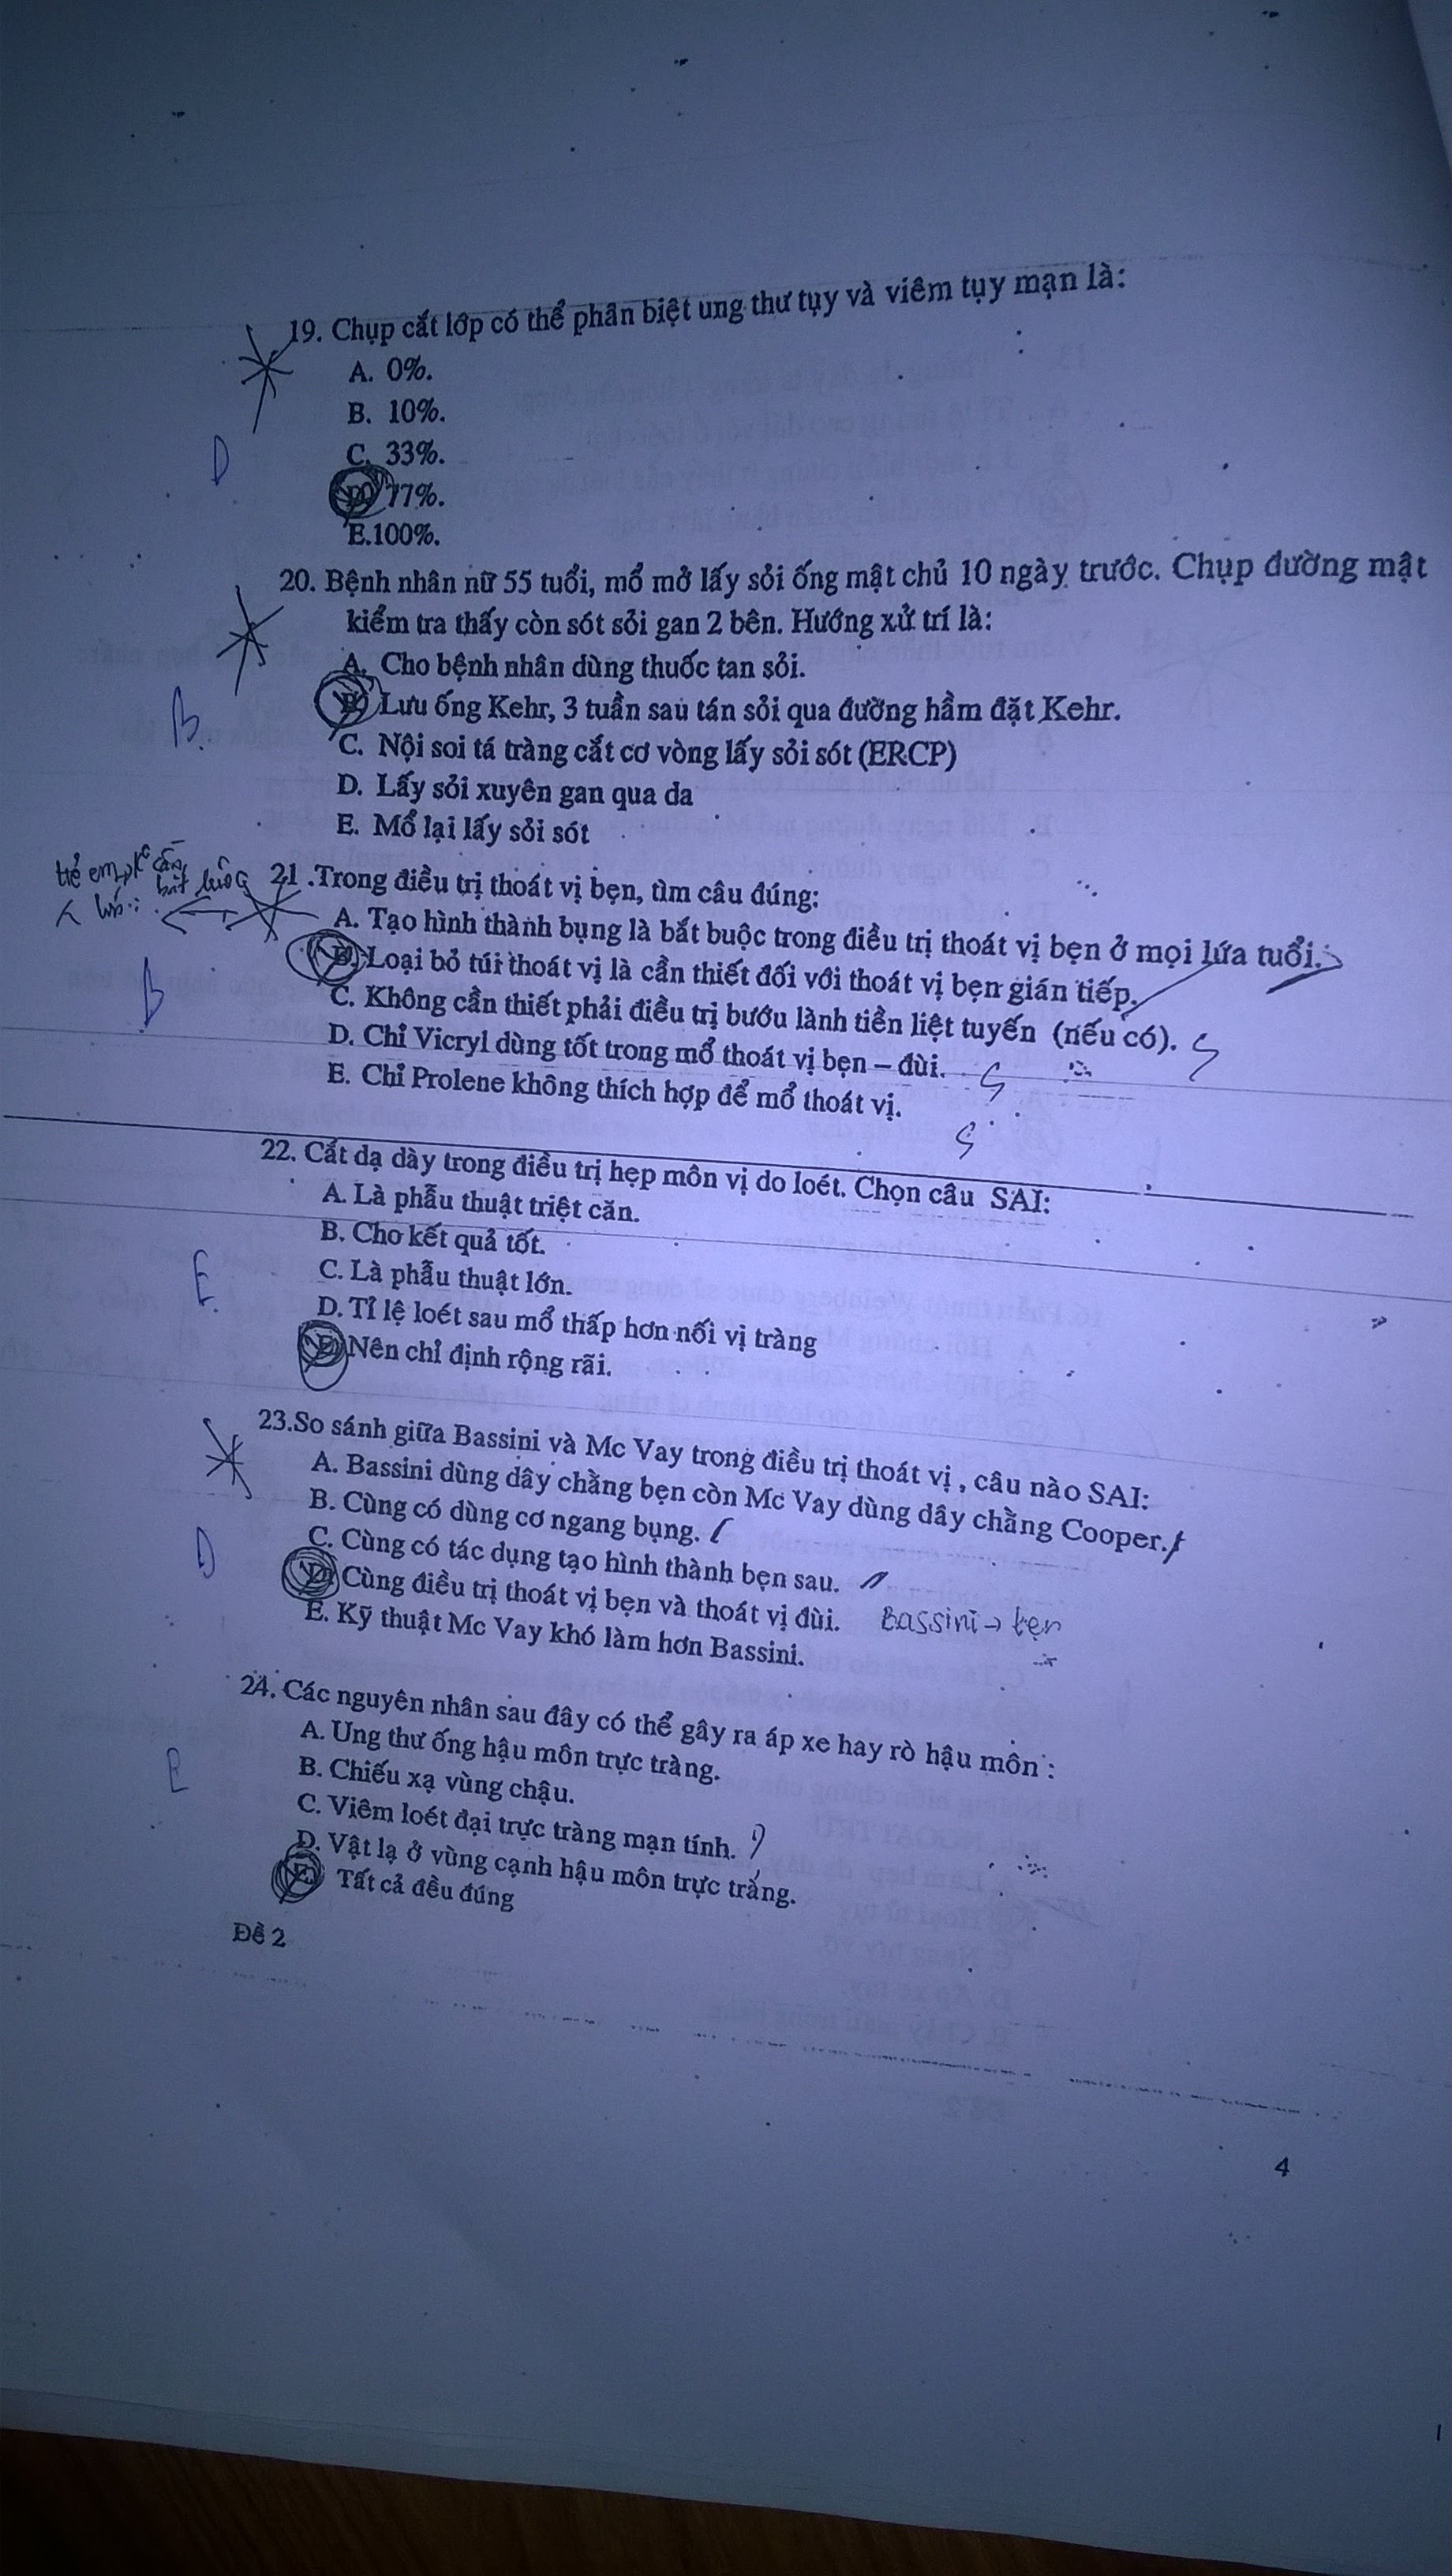 19. Chụp cắt lớp có thể phân biệt ung thư tụy và viêm tụy mạn là:
A. 0%.
B. 10%.
C. 33%.
D
D. 77%.
E.100%.
20. Bệnh nhân nữ 55 tuổi, mổ mở lấy sỏi ống mật chủ 10 ngày trước. Chụp đường mật
kiểm tra thấy còn sót sỏi gan 2 bên. Hướng xử trí là:
A. Cho bệnh nhân dùng thuốc tan sỏi.
B. B. Lưu ống Kehr, 3 tuần sau tán sỏi qua đường hầm đặt Kehr.
C. Nội soi tá tràng cắt cơ vòng lấy sỏi sót (ERCP)
D. Lấy sỏi xuyên gan qua da
E. Mổ lại lấy sỏi sót
trẻ em
21 .Trong điều trị thoát vị bẹn, tìm câu đúng:
A. Tạo hình thành bụng là bắt buộc trong điều trị thoát vị bẹn ở mọi lứa tuổi.
B B. Loại bỏ túi thoát vị là cần thiết đối với thoát vị bẹn gián tiếp.
C. Không cần thiết phải điều trị bướu lành tiền liệt tuyến (nếu có). S
D. Chỉ Vicryl dùng tốt trong mổ thoát vị bẹn – đùi. S
E. Chỉ Prolene không thích hợp để mổ thoát vị. S
22. Cắt dạ dày trong điều trị hẹp môn vị do loét. Chọn câu SAI:
A. Là phẫu thuật triệt căn.
B. Cho kết quả tốt.
C. Là phẫu thuật lớn.
E.
D. Tỉ lệ loét sau mổ thấp hơn nối vị tràng
E. Nên chỉ định rộng rãi.
23.So sánh giữa Bassini và Mc Vay trong điều trị thoát vị , câu nào SAI:
A. Bassini dùng dây chằng bẹn còn Mc Vay dùng dây chằng Cooper.
B. Cùng có dùng cơ ngang bụng.
C. Cùng có tác dụng tạo hình thành bẹn sau.
D D. Cùng điều trị thoát vị bẹn và thoát vị đùi. Bassini → bẹn
E. Kỹ thuật Mc Vay khó làm hơn Bassini.
24. Các nguyên nhân sau đây có thể gây ra áp xe hay rò hậu môn :
A. Ung thư ống hậu môn trực tràng.
E B. Chiếu xạ vùng chậu.
C. Viêm loét đại trực tràng mạn tính. ?
D. Vật lạ ở vùng cạnh hậu môn trực trắng.
E. Tất cả đều đúng
Đề 2
4